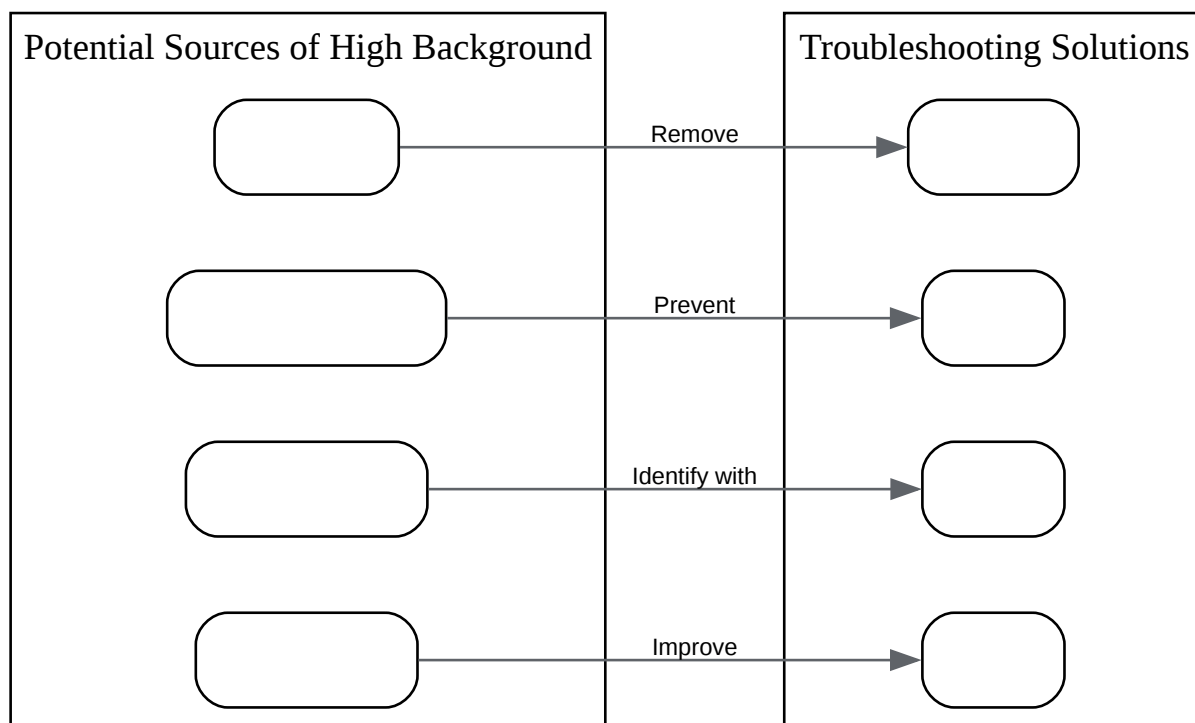 Potential Sources of High Background
Troubleshooting Solutions
Remove
Prevent
Identify with
Improve